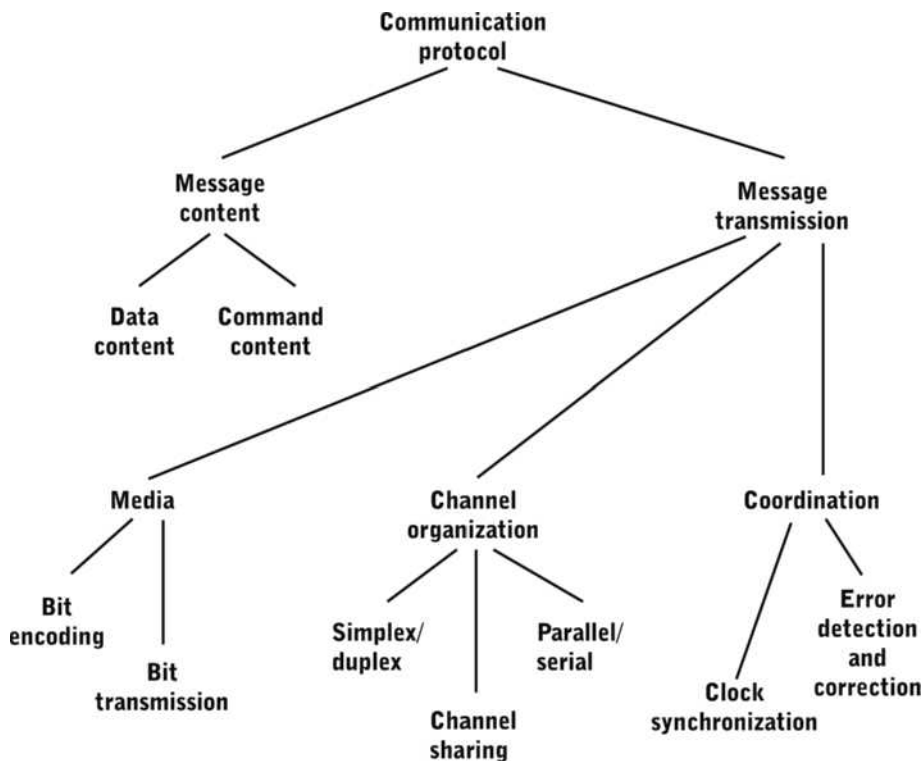 Communication
protocol
Message
content
Message
transmission
Data
content
Command
content
Media
Channel
organization
Coordination
Bit
encoding
Bit
transmission
Simplex/
duplex
Channel
sharing
Parallel/
serial
Clock
synchronization
Error
detection
and
correction